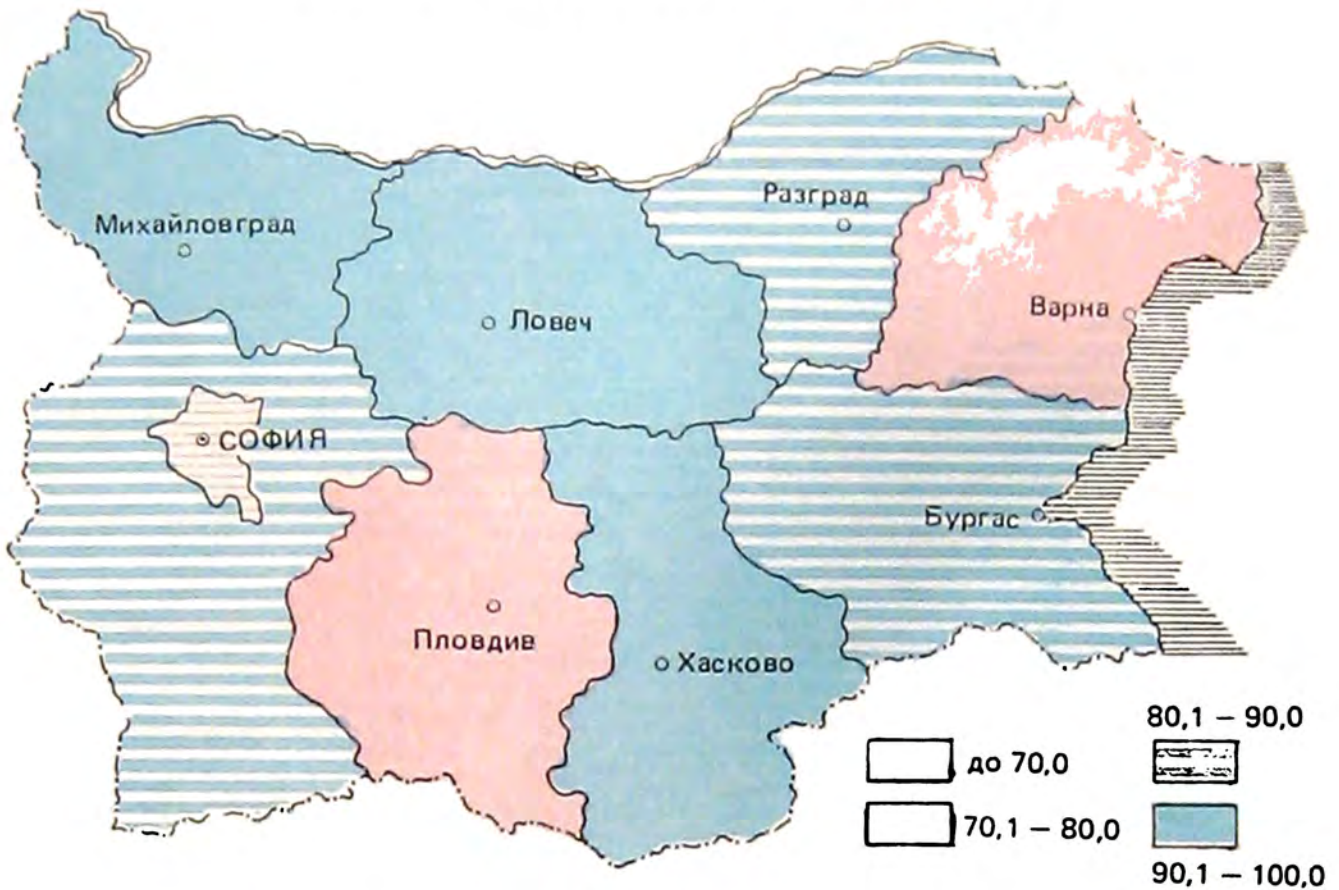 Михайловград
Разград
Варна
Ловеч
СОФИЯ
Бургас
Пловдив
Хасково
до 70,0
70,1 – 80,0
80,1 – 90,0
90,1 – 100,0